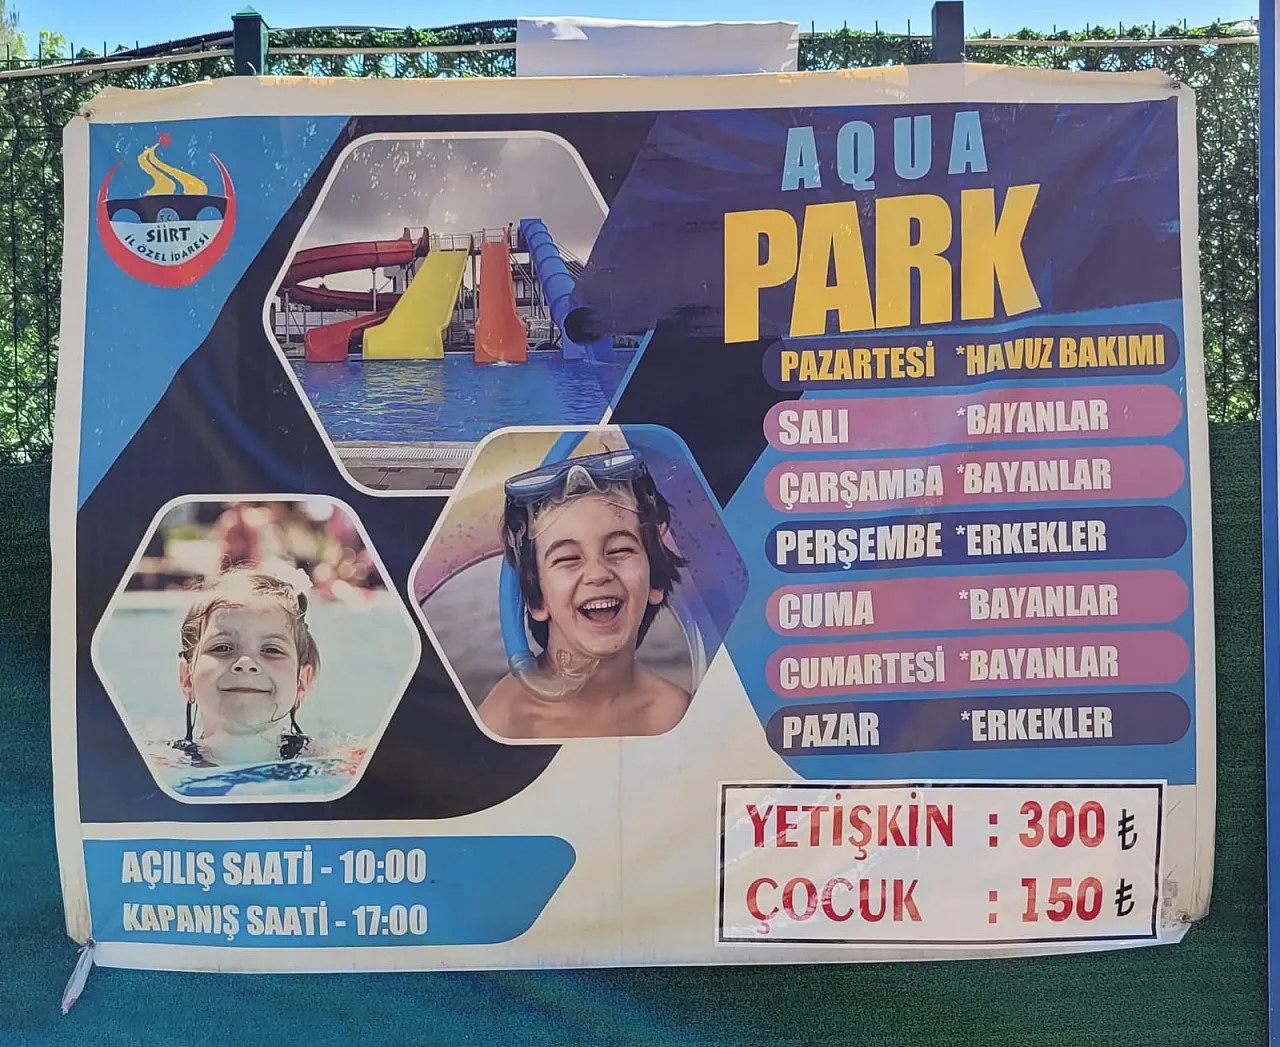 T.C.
SİİRT
İL ÖZEL İDARESİ
AQUA
PARK
PAZARTESİ *HAVUZ BAKIMI
SALI *BAYANLAR
ÇARŞAMBA *BAYANLAR
PERŞEMBE *ERKEKLER
CUMA *BAYANLAR
CUMARTESİ *BAYANLAR
PAZAR *ERKEKLER
AÇILIŞ SAATİ - 10:00
KAPANIŞ SAATİ - 17:00
YETİŞKİN : 300 ₺
ÇOCUK : 150 ₺